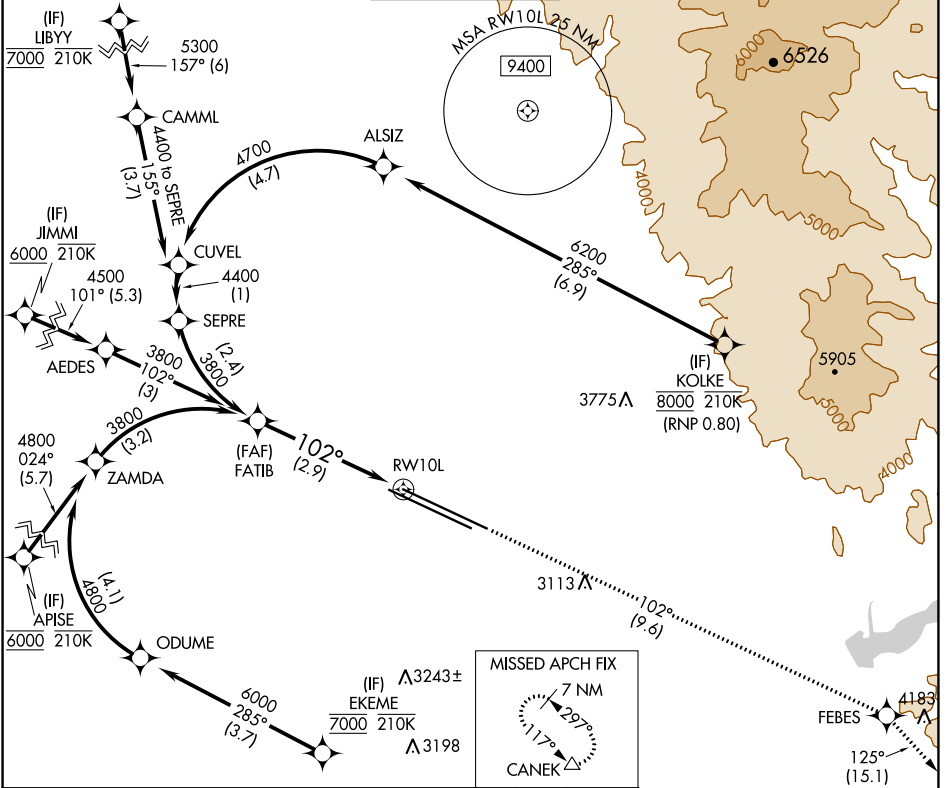 (IF)
LIBYY
7000 210K
5300
157° (6)
CAMML
4400 to SEPRE
155°
(3.7)
MSA RW10L 25 NM
9400
6000
6526
4000
5000
ALSIZ
4700
(4.7)
6200
285°
(6.9)
(IF)
JIMMI
6000 210K
4500
101° (5.3)
CUVEL
4400
(1)
SEPRE
3800
(2.4)
AEDES
3800
102°
(3)
3775
(IF)
KOLKE
8000 210K
(RNP 0.80)
5905
5000
4000
3800
(3.2)
4800
024°
(5.7)
ZAMDA
(FAF)
FATIB
102°
(2.9)
RW10L
(IF)
APISE
6000 210K
4800
(4.1)
ODUME
6000
285°
(3.7)
(IF)
EKEME
7000 210K
3243±
3198
3113
102°
(9.6)
MISSED APCH FIX
7 NM
297°
117°
CANEK
FEBES
4183
125°
(15.1)